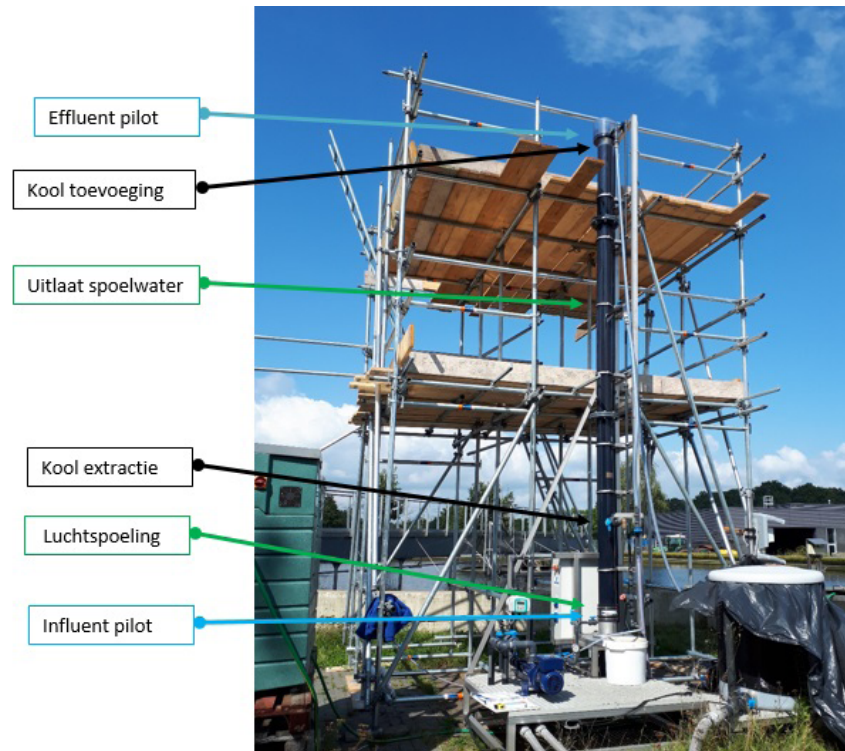 Effluent pilot
Kool toevoeging
Uitlaat spoelwater
Kool extractie
Luchtspoeling
Influent pilot